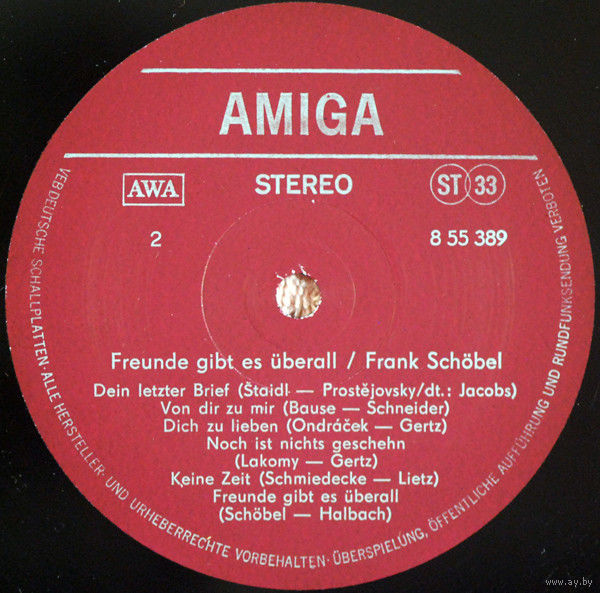 AMIGA
AWA
STEREO
ST 33
2
8 55 389
Freunde gibt es überall / Frank Schöbel
Dein letzter Brief (Štaidl — Prostějovsky/dt.: Jacobs)
Von dir zu mir (Bause — Schneider)
Dich zu lieben (Ondráček — Gertz)
Noch ist nichts geschehn
(Lakomy — Gertz)
Keine Zeit (Schmiedecke — Lietz)
Freunde gibt es überall
(Schöbel — Halbach)
VEB DEUTSCHE SCHALLPLATTEN · ALLE HERSTELLER- UND URHEBERRECHTE VORBEHALTEN · ÜBERSPIELUNG, ÖFFENTLICHE AUFFÜHRUNG UND RUNDFUNKSENDUNG VERBOTEN
www.ay.by